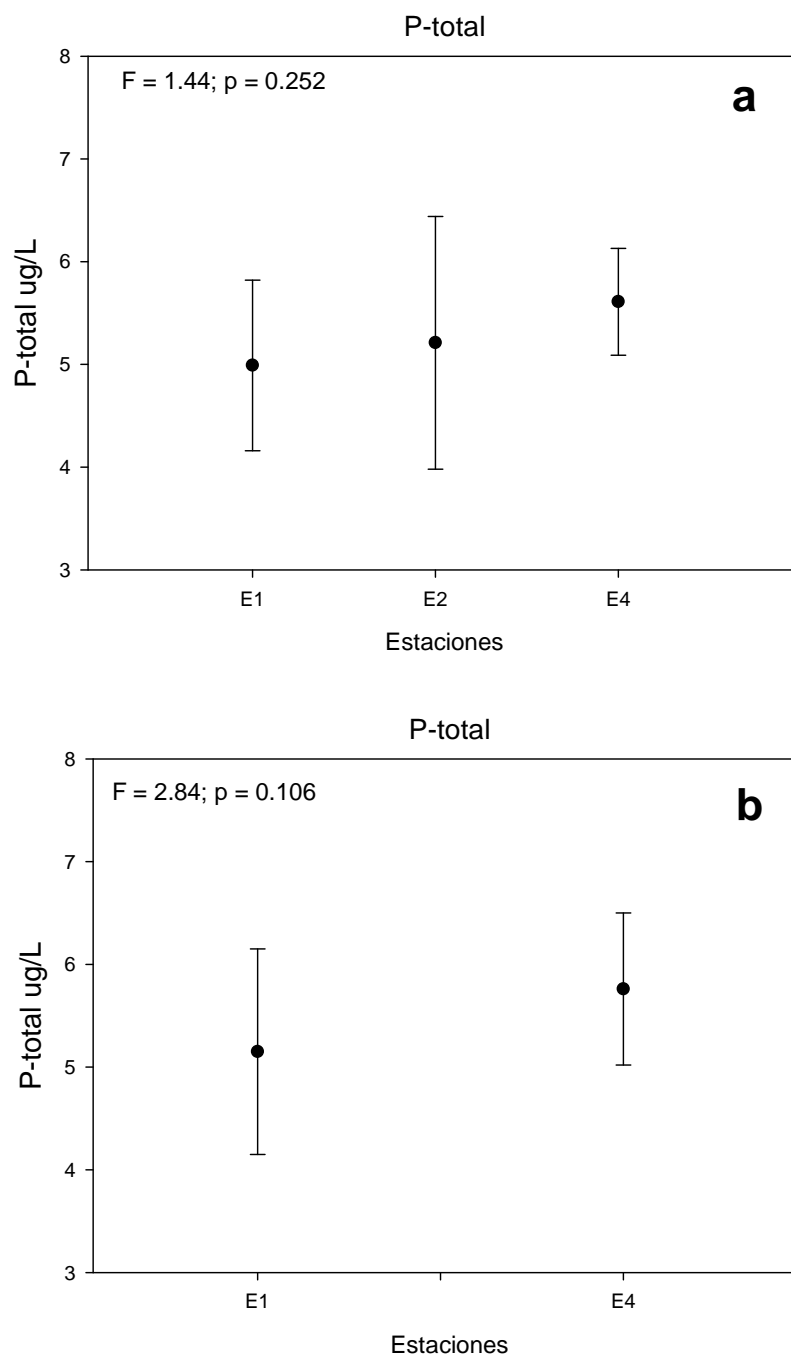 P-total
8
F = 1.44; p = 0.252
a
7
6
P-total ug/L
5
4
3
E1 E2 E4
Estaciones
P-total
8
F = 2.84; p = 0.106
b
7
6
P-total ug/L
5
4
3
E1 E4
Estaciones